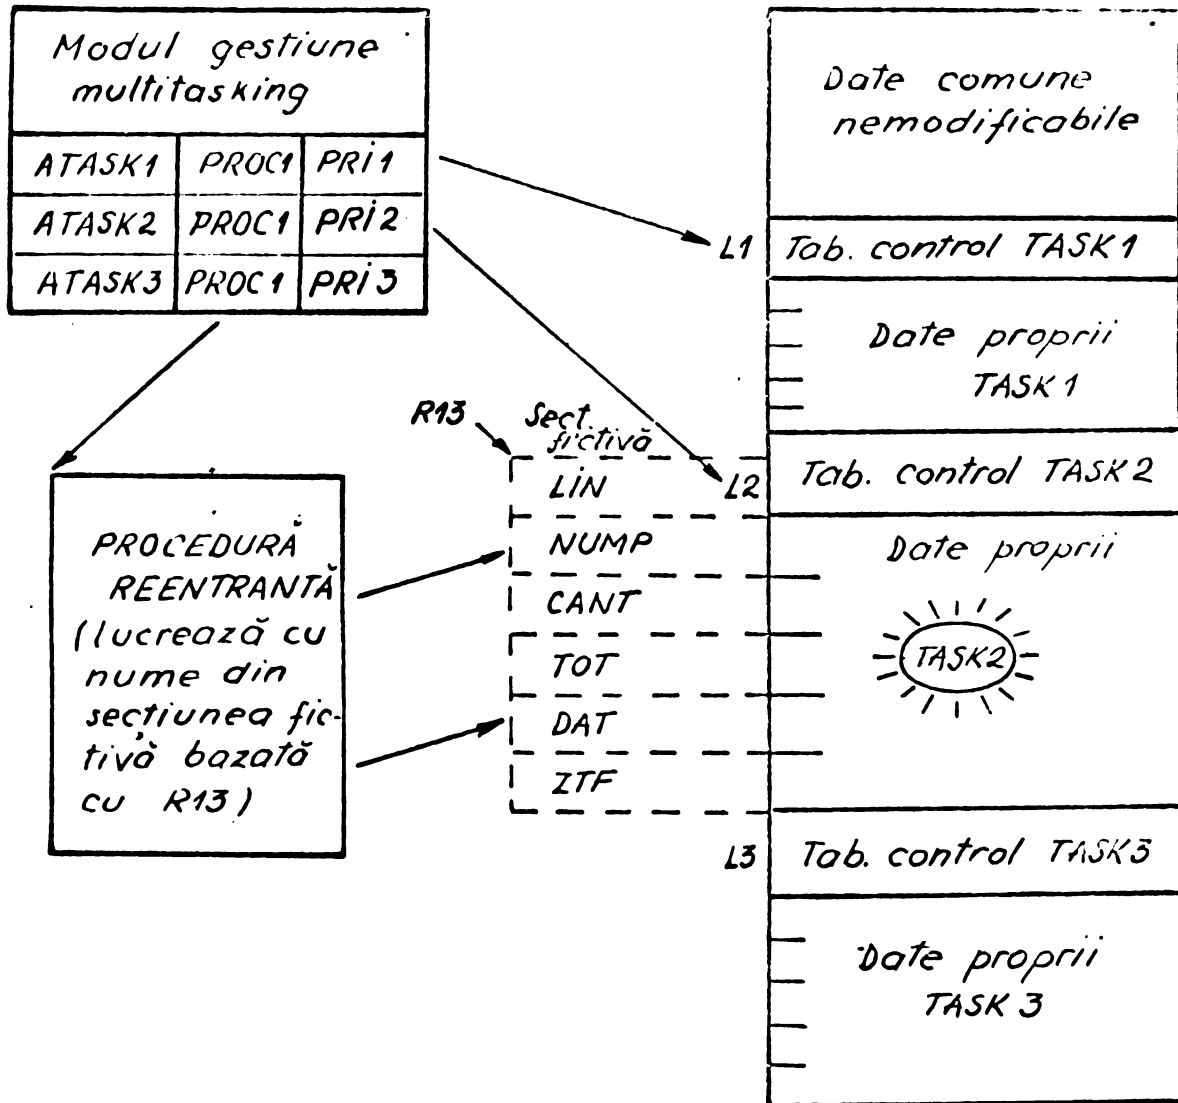 Modul gestiune
multitasking
ATASK1 PROC1 PRI1
ATASK2 PROC1 PRI2
ATASK3 PROC1 PRI3
PROCEDURĂ
REENTRANTĂ
(lucrează cu
nume din
secțiunea fic-
tivă bazată
cu R13)
R13
Sect.
fictivă
LIN
NUMP
CANT
TOT
DAT
ZTF
Date comune
nemodificabile
L1 Tab. control TASK1
Date proprii
TASK1
L2 Tab. control TASK2
Date proprii
TASK2
L3 Tab. control TASK3
Date proprii
TASK 3